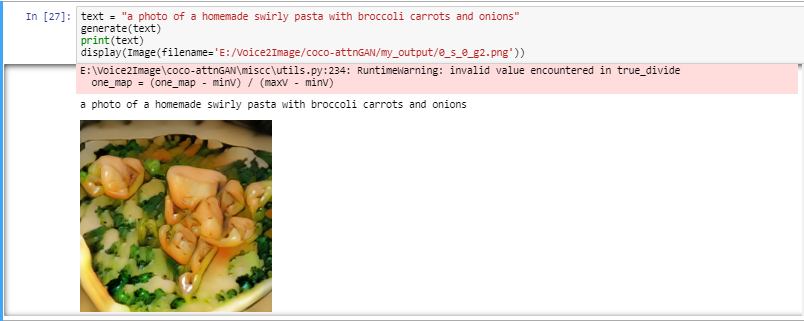 In [27]: text = "a photo of a homemade swirly pasta with broccoli carrots and onions"
generate(text)
print(text)
display(Image(filename='E:/Voice2Image/coco-attnGAN/my_output/0_s_0_g2.png'))
E:\Voice2Image\coco-attnGAN\miscc\utils.py:234: RuntimeWarning: invalid value encountered in true_divide
  one_map = (one_map - minV) / (maxV - minV)
a photo of a homemade swirly pasta with broccoli carrots and onions